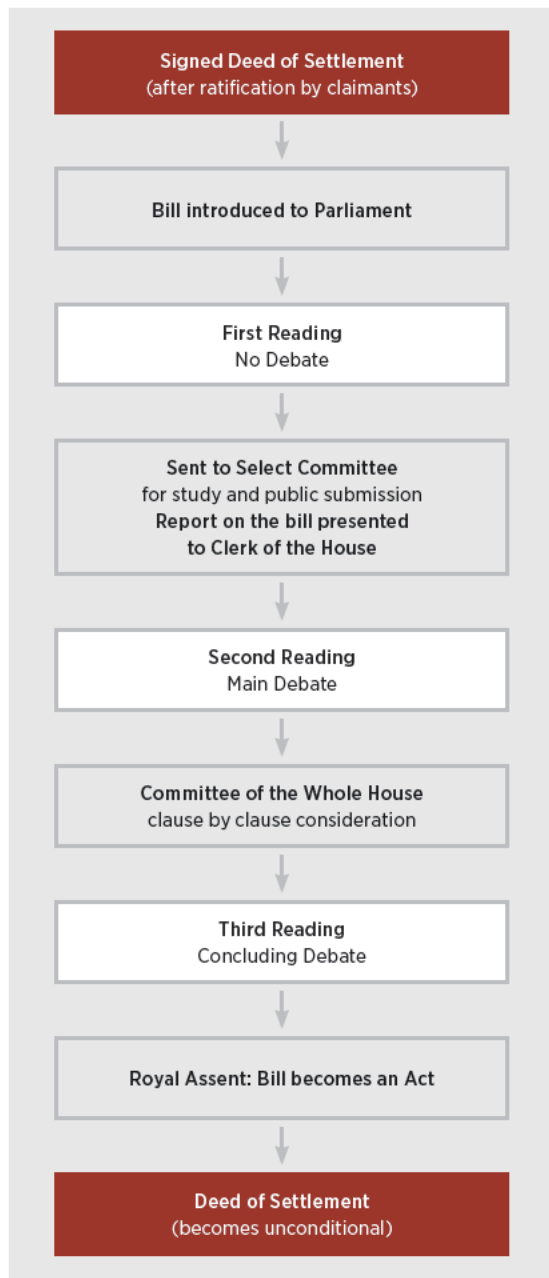 Signed Deed of Settlement
(after ratification by claimants)
Bill introduced to Parliament
First Reading
No Debate
Sent to Select Committee
for study and public submission
Report on the bill presented
to Clerk of the House
Second Reading
Main Debate
Committee of the Whole House
clause by clause consideration
Third Reading
Concluding Debate
Royal Assent: Bill becomes an Act
Deed of Settlement
(becomes unconditional)